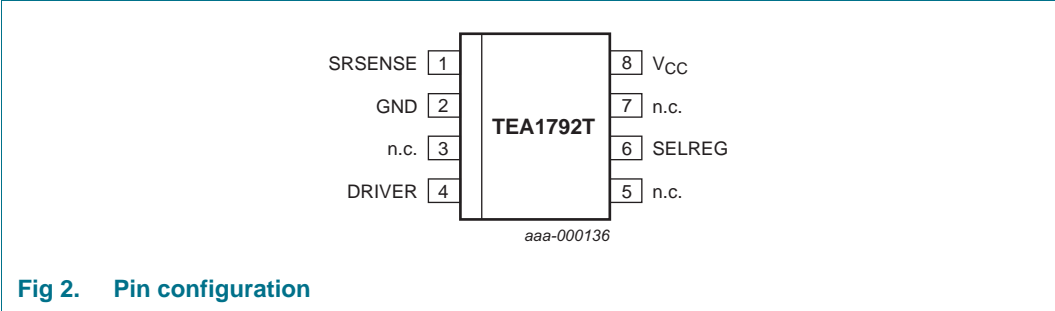 SRSENSE 1
GND 2
n.c. 3
DRIVER 4
TEA1792T
8 VCC
7 n.c.
6 SELREG
5 n.c.
aaa-000136
Fig 2. Pin configuration